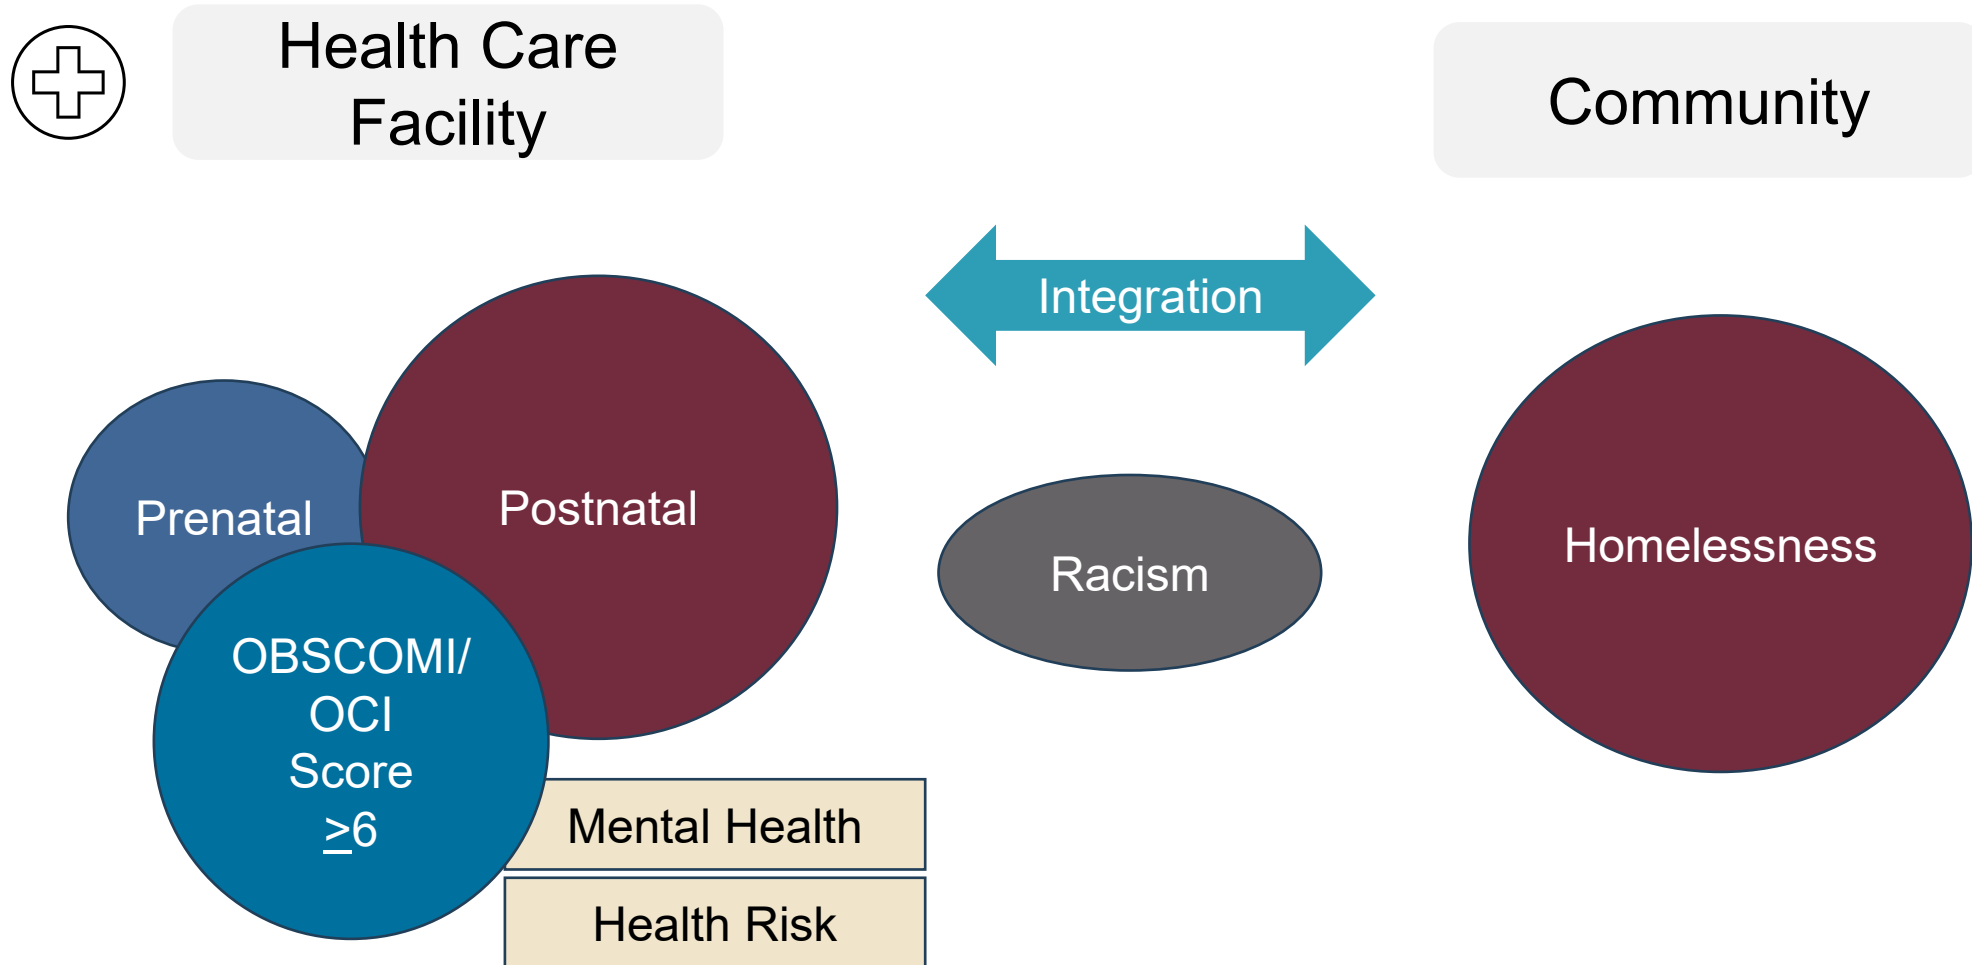 Health Care
Facility
Community
Integration
Prenatal
Postnatal
Racism
Homelessness
OBSCOMI/
OCI
Score
≥6
Mental Health
Health Risk